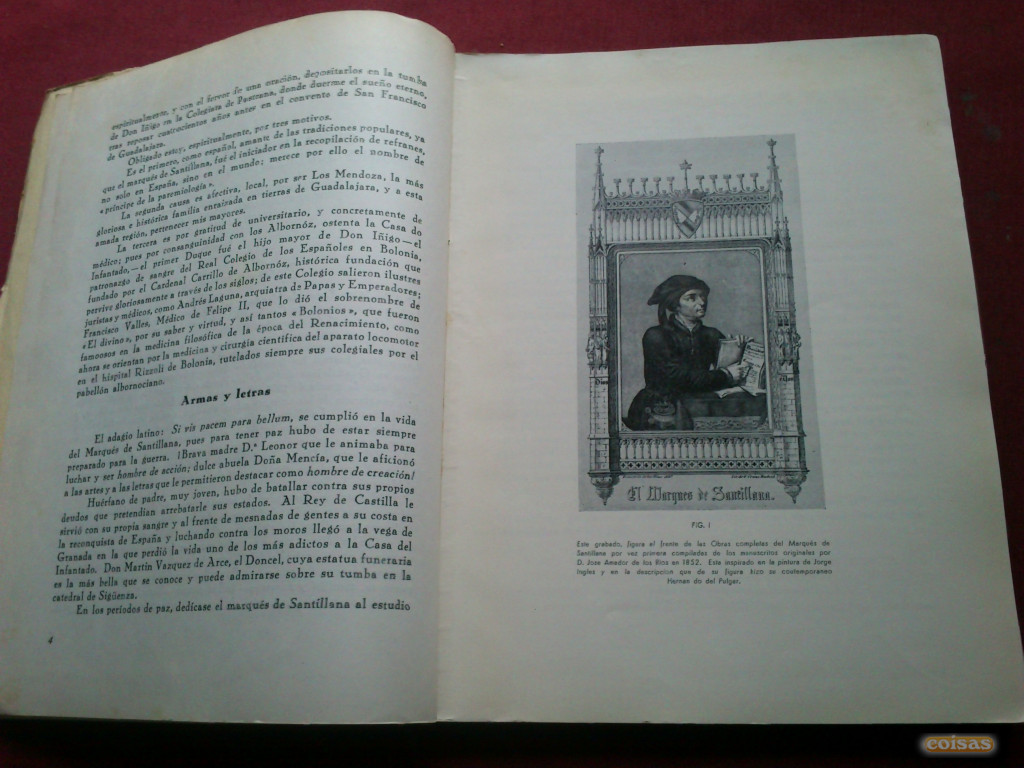 espiritualmente, y con el fervor de una oración, depositarlos en la tumba
de Don Iñigo en la Colegiata de Pastrana, donde duerme el sueño eterno,
tras reposar cuatrocientos años antes en el convento de San Francisco
de Guadalajara.
Obligado estoy, espiritualmente, por tres motivos.
Es el primero, como español, amante de las tradiciones populares, ya
que el marqués de Santillana, fué el iniciador en la recopilación de refranes,
no solo en España, sino en el mundo; merece por ello el nombre de
«príncipe de la paremiología».
La segunda causa es afectiva, local, por ser Los Mendoza, la más
gloriosa e histórica familia enraizada en tierras de Guadalajara, y a esta
amada región, pertenecer mis mayores.
La tercera es por gratitud de universitario, y concretamente de
médico; pues por consanguinidad con los Albornóz, ostenta la Casa do
Infantado,—el primer Duque fué el hijo mayor de Don Iñigo—el
patronazgo de sangre del Real Colegio de los Españoles en Bolonia,
fundado por el Cardenal Carrillo de Albornóz, histórica fundación que
pervive gloriosamente a través de los siglos; de este Colegio salieron ilustres
juristas y médicos, como Andrés Laguna, arquiatra de Papas y Emperadores;
Francisco Valles, Médico de Felipe II, que lo dió el sobrenombre de
«El divino», por su saber y virtud, y así tantos «Bolonios», que fueron
famoosos en la medicina filosófica de la época del Renacimiento, como
ahora se orientan por la medicina y cirurgia científica del aparato locomotor
en el hispital Rizzoli de Bolonia, rutelados siempre sus colegiales por el
pabellón albornociano.
Armas y letras
El adagio latino: Si vis pacem para bellum, se cumplió en la vida
del Marqués de Santillana, pues para tener paz hubo de estar siempre
preparado para la guerra. ¡Brava madre D.ª Leonor que le animaba para
luchar y ser hombre de acción; dulce abuela Doña Mencía, que le aficionó
a las artes y a las letras que le permitieron destacar como hombre de creación!
Huérfano de padre, muy joven, hubo de batallar contra sus propios
deudos que pretendian arrebatarle sus estados. Al Rey de Castilla le
sirvió con su propia sangre y al frente de mesnadas de gentes a su costa en
la reconquista de España y luchando contra los moros llegó a la vega de
Granada en la que perdió la vida uno de los más adictos a la Casa del
Infantado. Don Martín Vazquez de Arce, el Doncel, cuya estatua funeraria
es la más bella que se conoce y puede admirarse sobre su tumba en la
catedral de Sigüenza.
En los períodos de paz, dedícase el marqués de Santillana al estudio
4
El Marques de Santillana.
FIG. I
Este grabado, figura el frente de las Obras completas del Marqués de
Santillane por vez primera compiladas de los manuscritos originales por
D. Jose Amador de los Rios en 1852. Esta inspirado en la pintura de Jorge
Ingles y en la descripcion que de su figura hizo su contemporaneo
Hernan do del Pulgar.
coisas